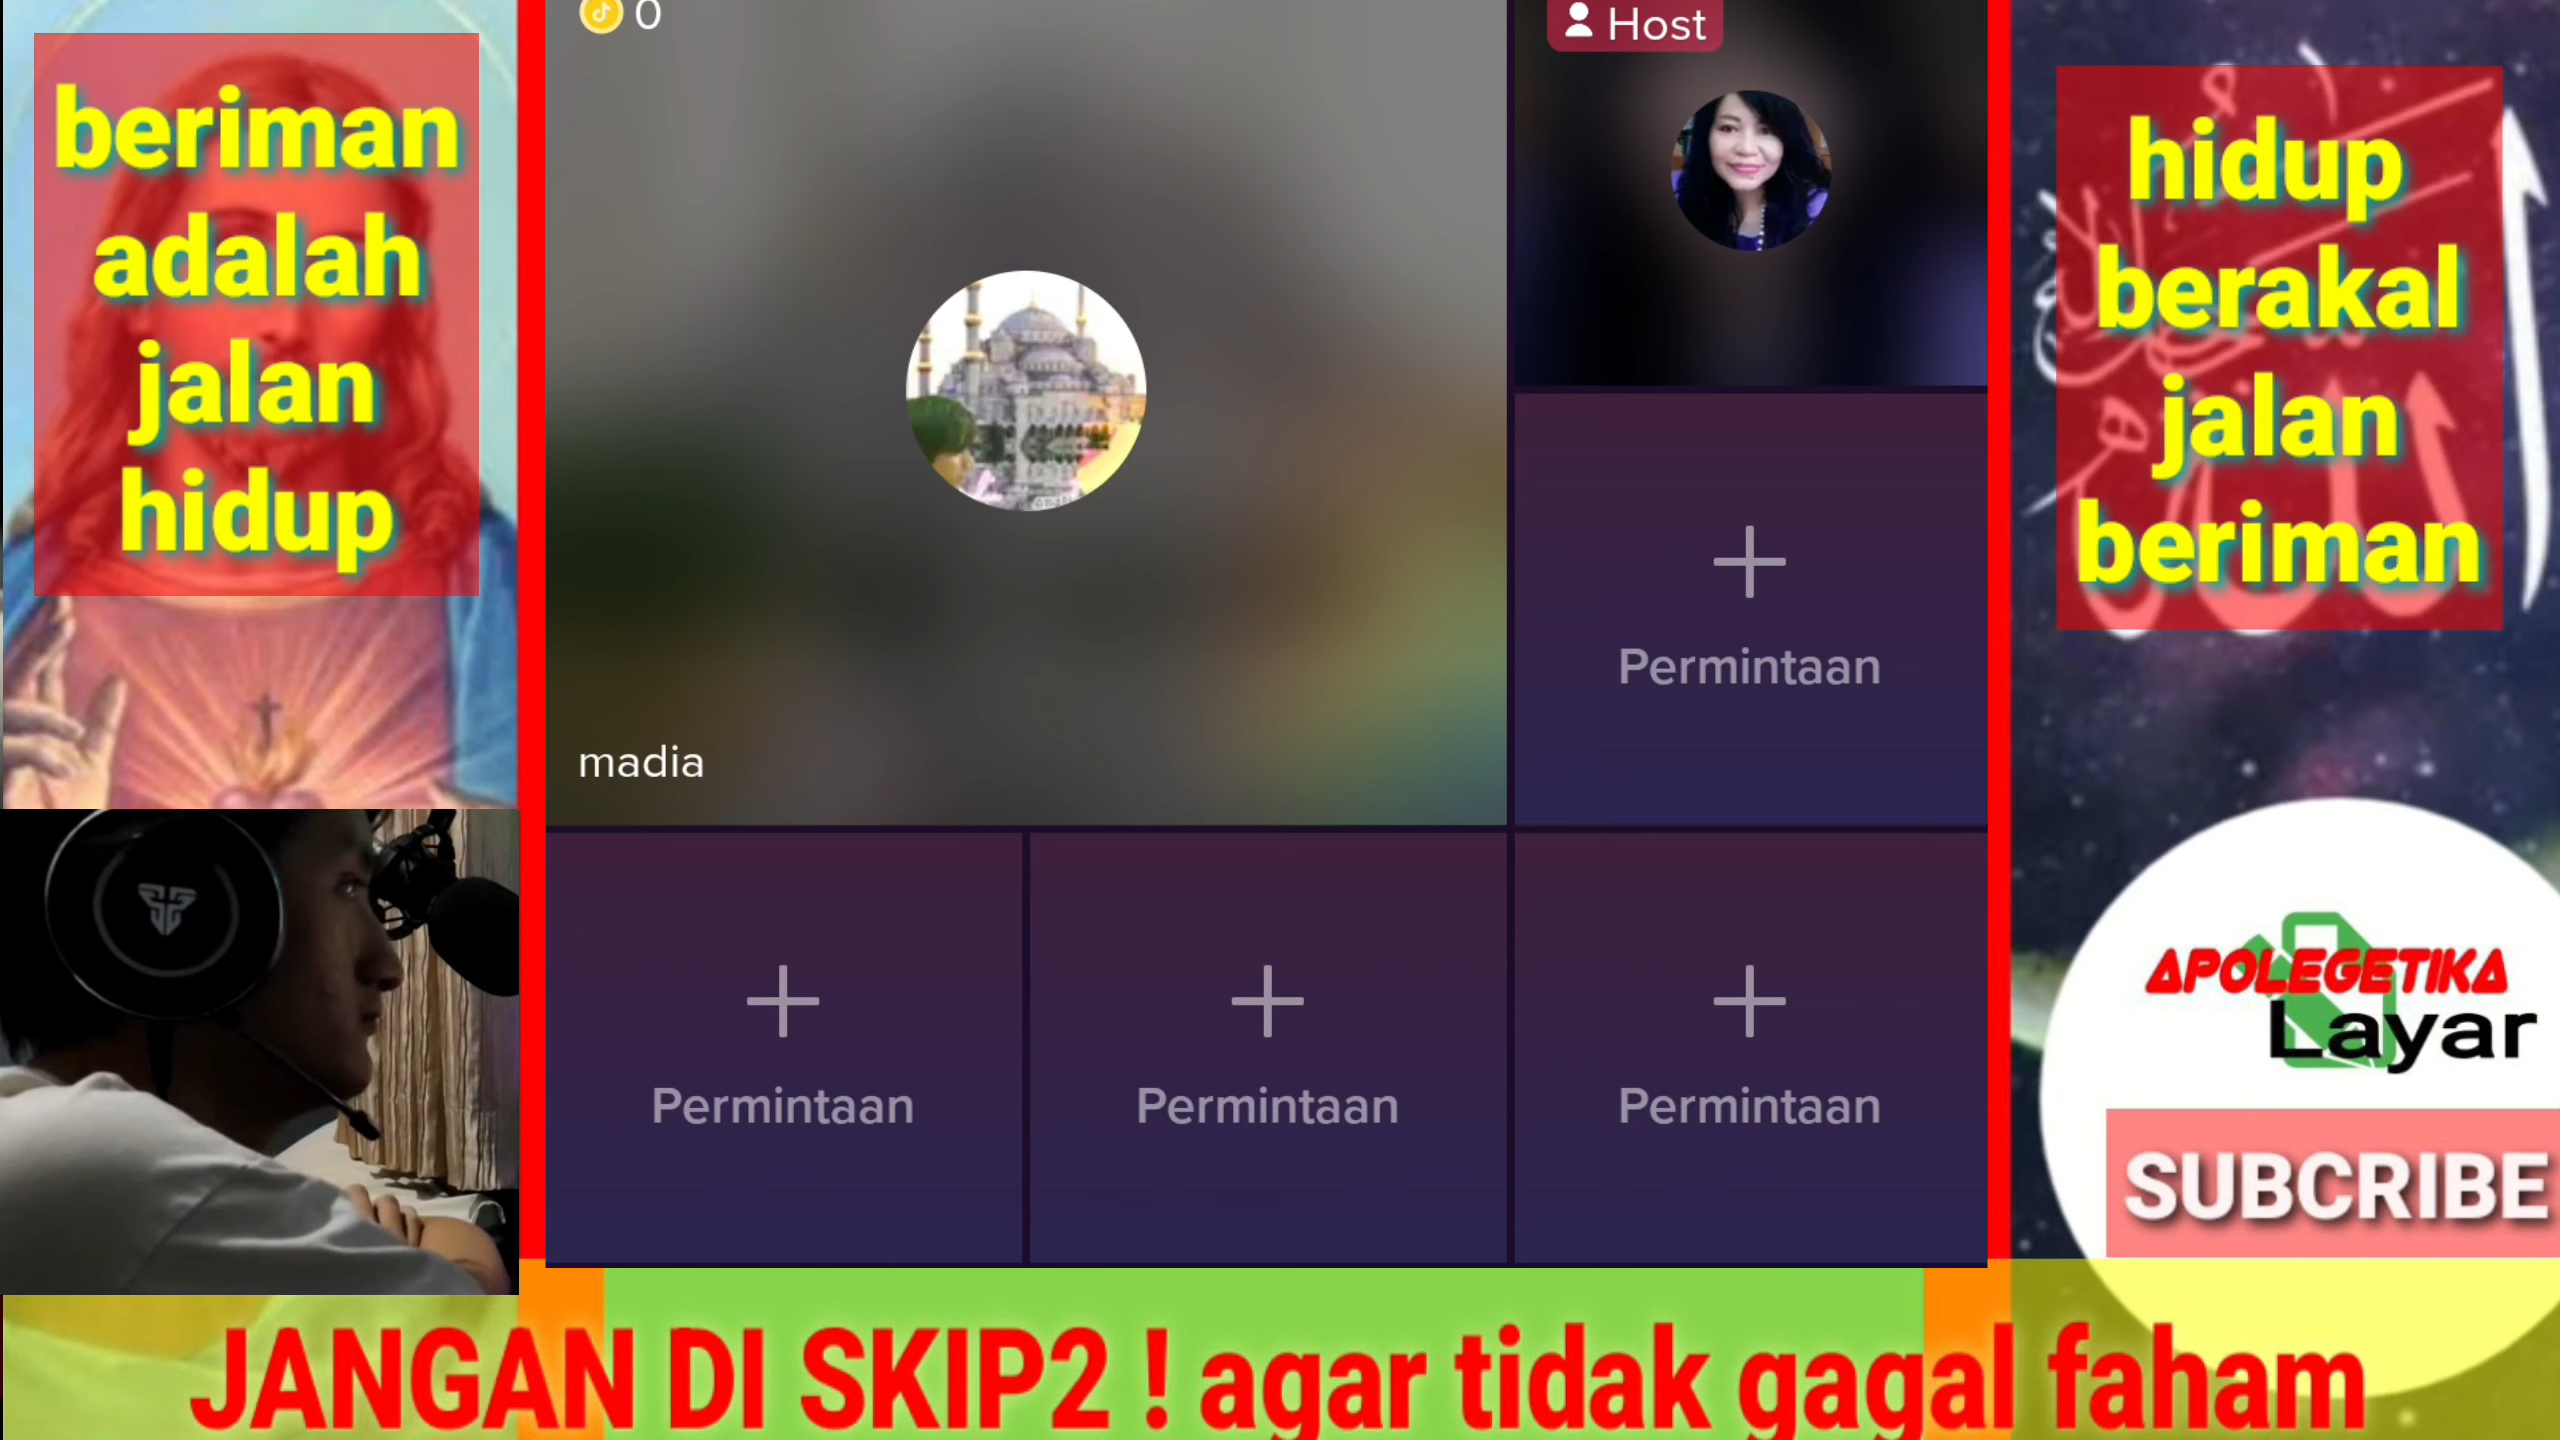 beriman
adalah
jalan
hidup
0
Host
madia
Permintaan
Permintaan
Permintaan
Permintaan
hidup
berakal
jalan
beriman
APOLEGETIKA
Layar
SUBCRIBE
JANGAN DI SKIP2 ! agar tidak gagal faham